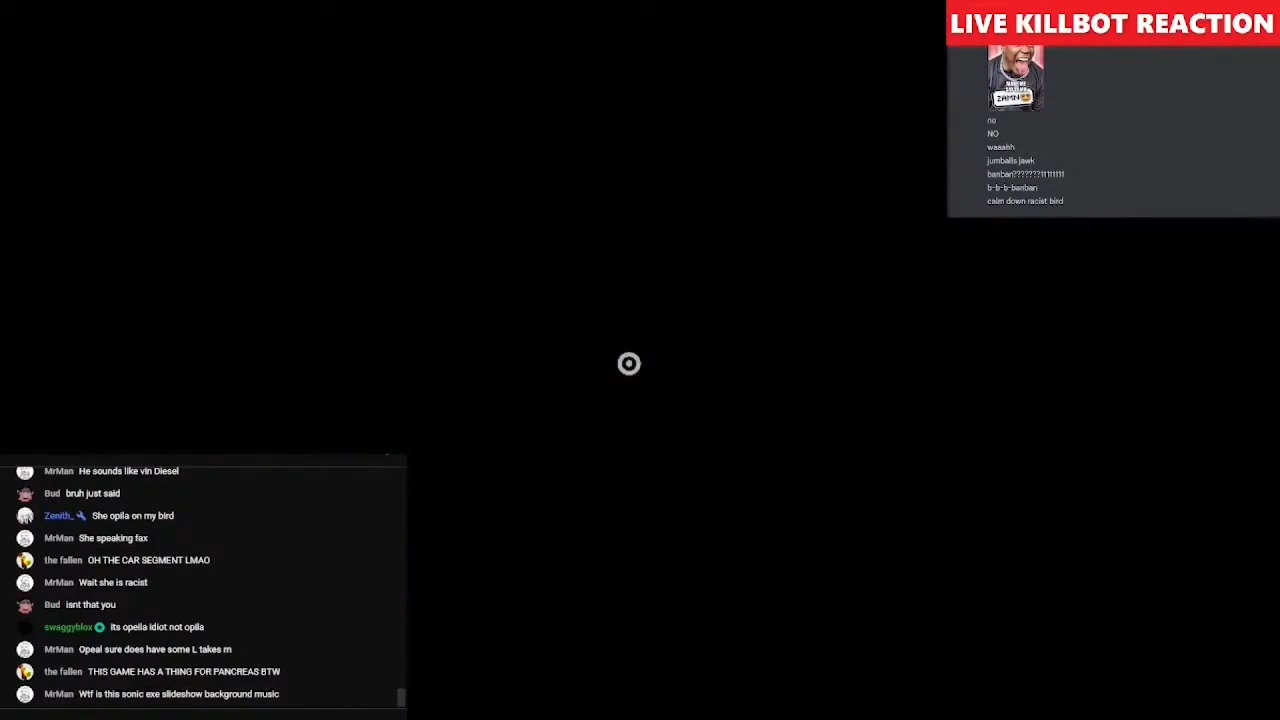 LIVE KILLBOT REACTION
ZAMN
no
NO
waaahh
jumballs jawk
banban???????11111111
b-b-b-banban
calm down racist bird
MrMan He sounds like vin Diesel
Bud bruh just said
Zenith_ She opila on my bird
MrMan She speaking fax
the fallen OH THE CAR SEGMENT LMAO
MrMan Wait she is racist
Bud isnt that you
swaggyblox its opeila idiot not opila
MrMan Opeal sure does have some L takes rn
the fallen THIS GAME HAS A THING FOR PANCREAS BTW
MrMan Wtf is this sonic exe slideshow background music